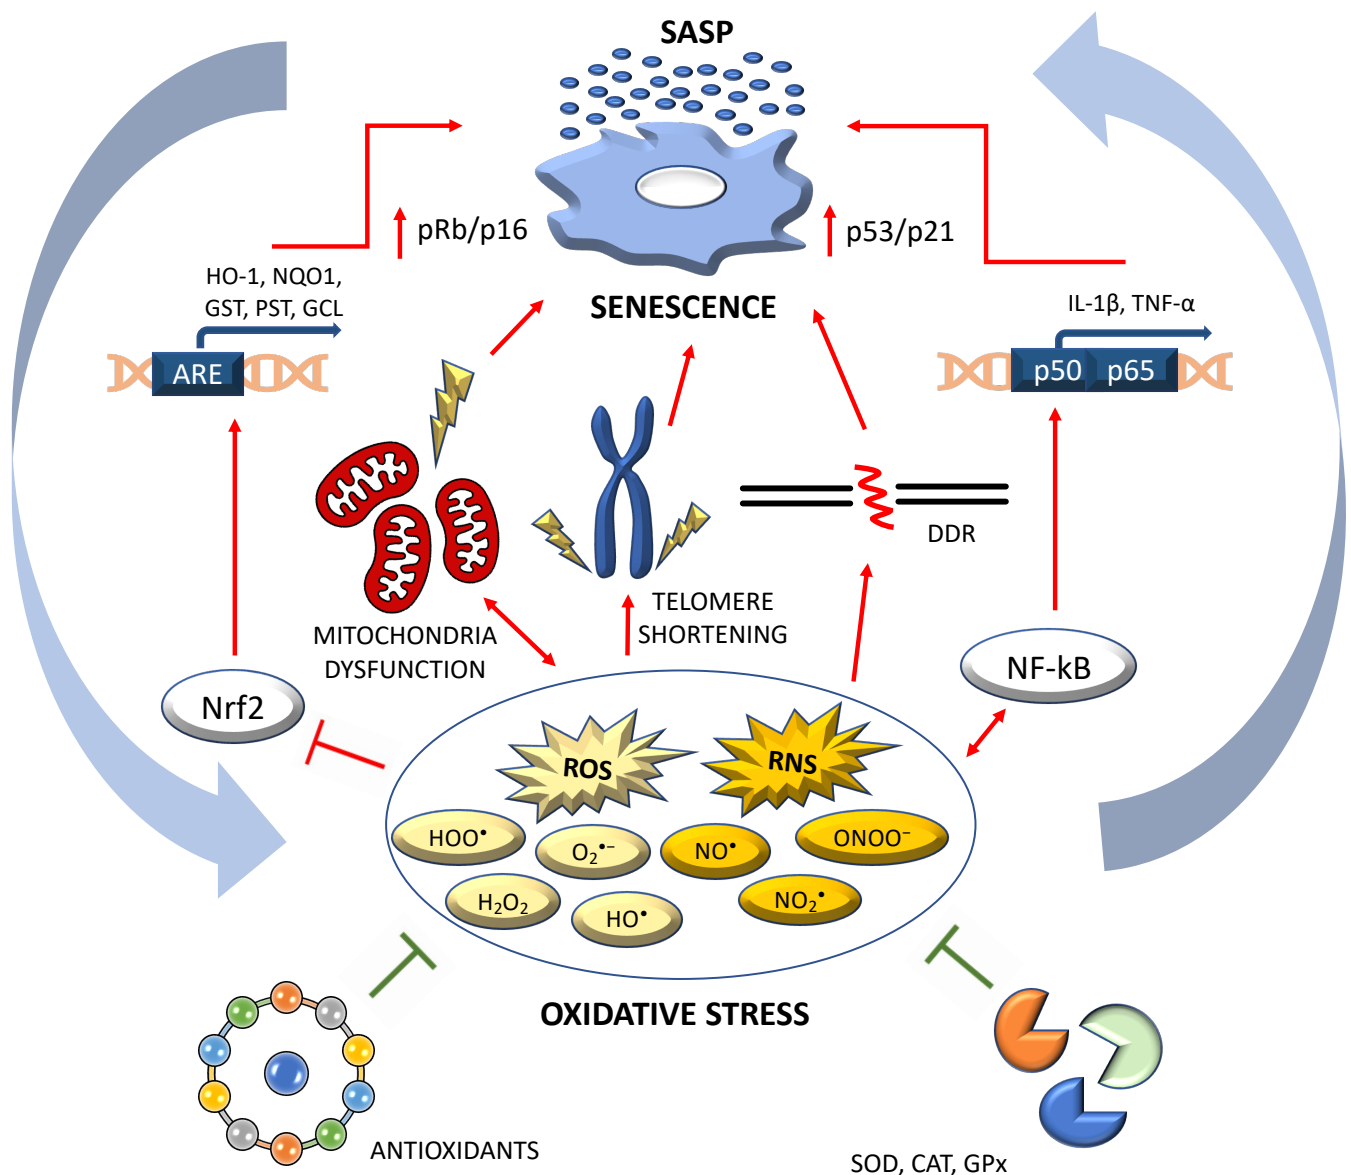 SASP
pRb/p16
p53/p21
SENESCENCE
HO-1, NQO1,
GST, PST, GCL
ARE
IL-1β, TNF-α
p50
p65
DDR
TELOMERE
SHORTENING
MITOCHONDRIA
DYSFUNCTION
Nrf2
NF-kB
ROS
RNS
HOO•
O₂•⁻
NO•
ONOO⁻
H₂O₂
HO•
NO₂•
OXIDATIVE STRESS
ANTIOXIDANTS
SOD, CAT, GPx